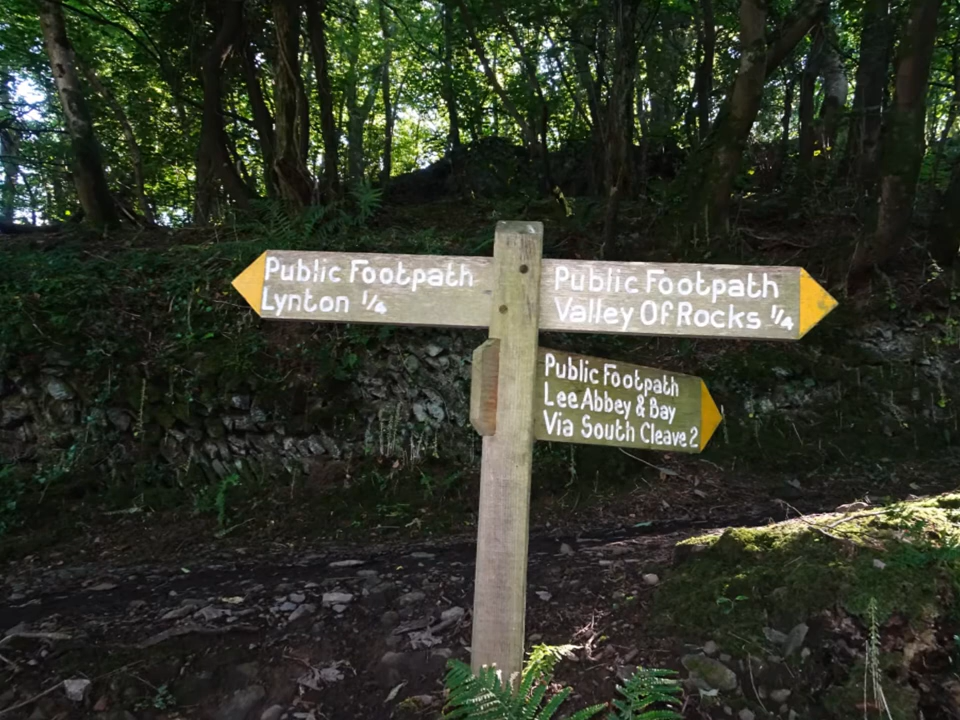 Public Footpath
Lynton 1/4
Public Footpath
Valley Of Rocks 1/4
Public Footpath
Lee Abbey & Bay
Via South Cleave 2